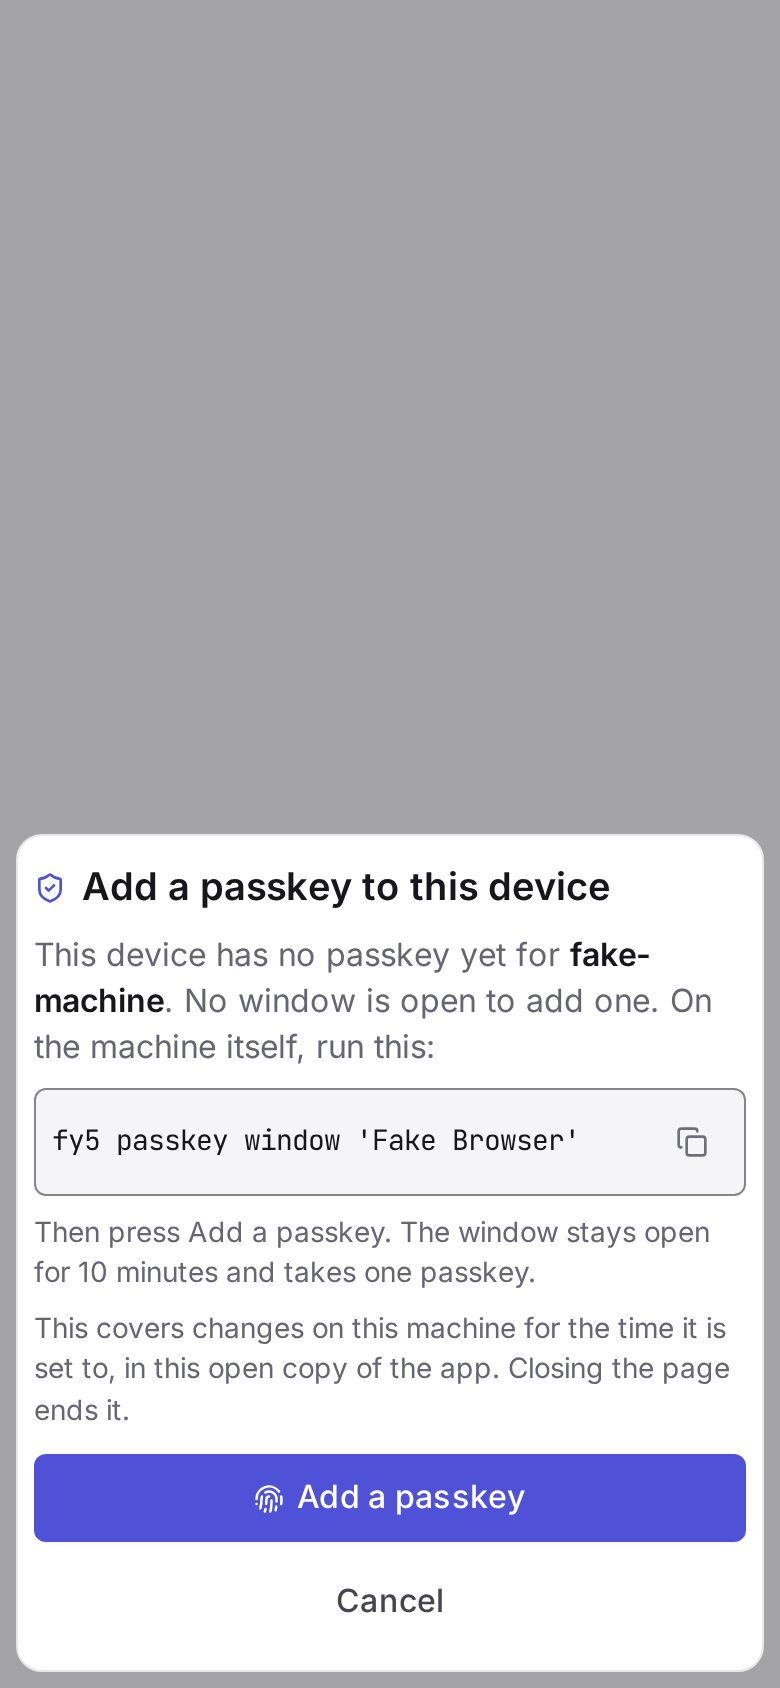 Add a passkey to this device
This device has no passkey yet for fake-
machine. No window is open to add one. On
the machine itself, run this:
fy5 passkey window 'Fake Browser'
Then press Add a passkey. The window stays open
for 10 minutes and takes one passkey.
This covers changes on this machine for the time it is
set to, in this open copy of the app. Closing the page
ends it.
Add a passkey
Cancel